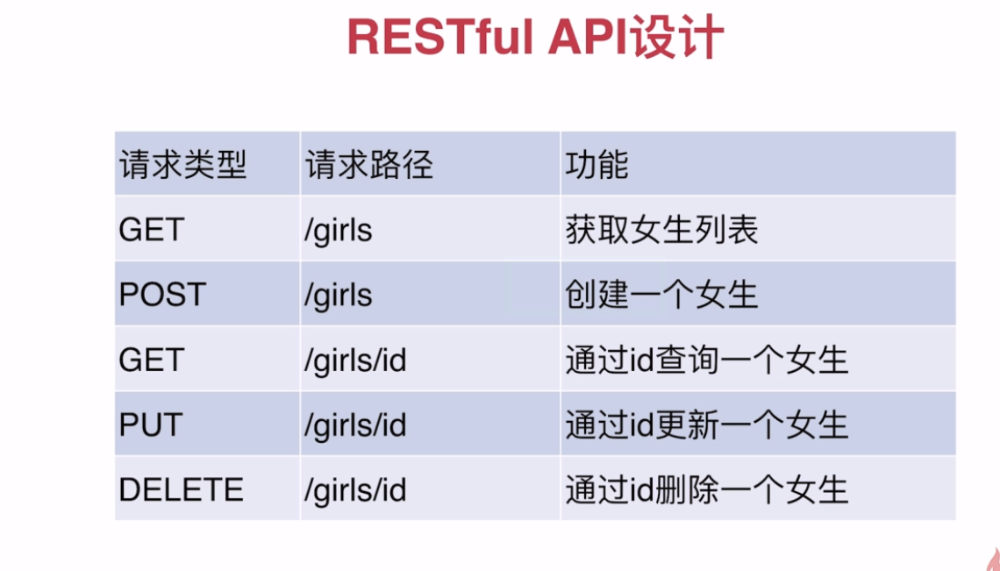 RESTful API设计
请求类型 请求路径 功能
GET /girls 获取女生列表
POST /girls 创建一个女生
GET /girls/id 通过id查询一个女生
PUT /girls/id 通过id更新一个女生
DELETE /girls/id 通过id删除一个女生